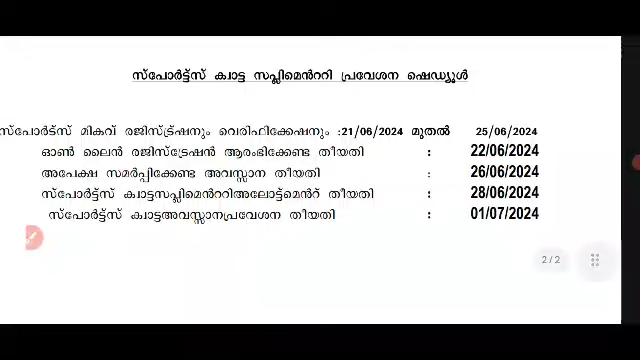 സ്പോർട്ട്സ് ക്വാട്ട സപ്ലിമെൻററി പ്രവേശന ഷെഡ്യൂൾ
സ്പോർട്സ് മികവ് രജിസ്ട്രഷനും വെരിഫിക്കേഷനും :21/06/2024 മുതൽ 25/06/2024
ഓൺ ലൈൻ രജിസ്ട്രേഷൻ ആരംഭിക്കേണ്ട തീയതി : 22/06/2024
അപേക്ഷ സമർപ്പിക്കേണ്ട അവസാന തീയതി : 26/06/2024
സ്പോർട്ട്സ് ക്വാട്ടസപ്ലിമെൻററിഅലോട്ട്മെൻറ് തീയതി : 28/06/2024
സ്പോർട്ട്സ് ക്വാട്ടഅവസ്സാനപ്രവേശന തീയതി : 01/07/2024
2/2